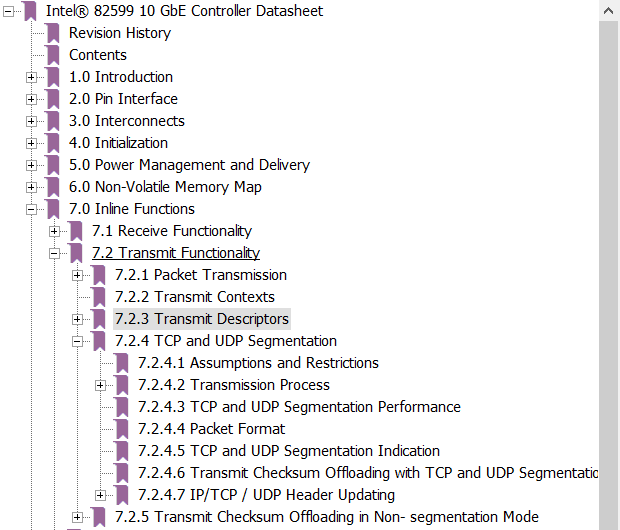 Intel® 82599 10 GbE Controller Datasheet
Revision History
Contents
1.0 Introduction
2.0 Pin Interface
3.0 Interconnects
4.0 Initialization
5.0 Power Management and Delivery
6.0 Non-Volatile Memory Map
7.0 Inline Functions
7.1 Receive Functionality
7.2 Transmit Functionality
7.2.1 Packet Transmission
7.2.2 Transmit Contexts
7.2.3 Transmit Descriptors
7.2.4 TCP and UDP Segmentation
7.2.4.1 Assumptions and Restrictions
7.2.4.2 Transmission Process
7.2.4.3 TCP and UDP Segmentation Performance
7.2.4.4 Packet Format
7.2.4.5 TCP and UDP Segmentation Indication
7.2.4.6 Transmit Checksum Offloading with TCP and UDP Segmentatio
7.2.4.7 IP/TCP / UDP Header Updating
7.2.5 Transmit Checksum Offloading in Non- segmentation Mode